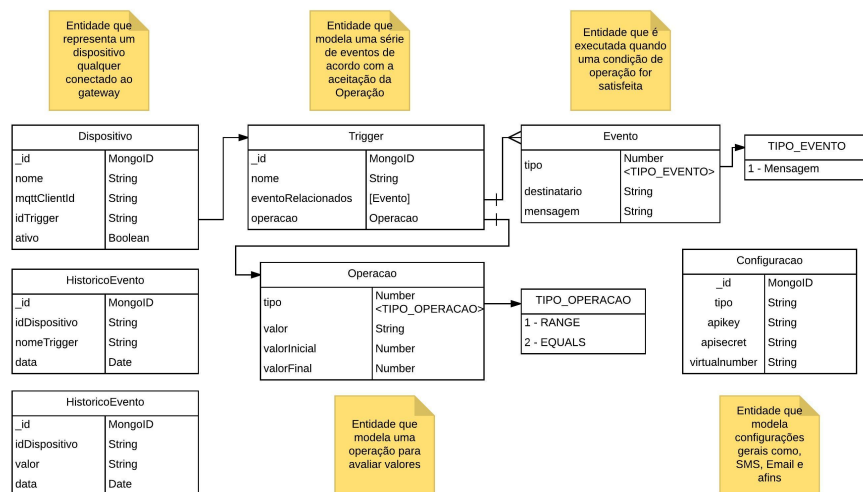 Entidade que
representa um
dispositivo
qualquer
conectado ao
gateway
Entidade que
modela uma série
de eventos de
acordo com a
aceitação da
Operação
Entidade que é
executada quando
uma condição de
operação for
satisfeita
Dispositivo
_id MongoID
nome String
mqttClientId String
idTrigger String
ativo Boolean
Trigger
_id MongoID
nome String
eventoRelacionados [Evento]
operacao Operacao
Evento
tipo Number
<TIPO_EVENTO>
destinatario String
mensagem String
TIPO_EVENTO
1 - Mensagem
HistoricoEvento
_id MongoID
idDispositivo String
nomeTrigger String
data Date
Operacao
tipo Number
<TIPO_OPERACAO>
valor String
valorInicial Number
valorFinal Number
TIPO_OPERACAO
1 - RANGE
2 - EQUALS
Configuracao
_id MongoID
tipo String
apikey String
apisecret String
virtualnumber String
HistoricoEvento
_id MongoID
idDispositivo String
valor String
data Date
Entidade que
modela uma
operação para
avaliar valores
Entidade que
modela
configurações
gerais como,
SMS, Email e
afins